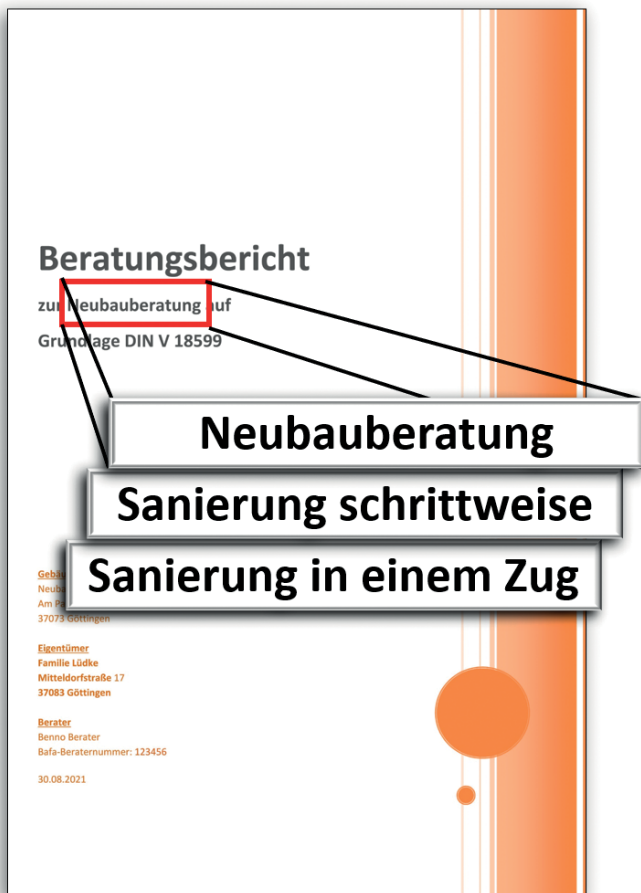 Beratungsbericht
zur Neubauberatung auf
Grundlage DIN V 18599
Neubauberatung
Sanierung schrittweise
Sanierung in einem Zug
37073 Göttingen
Eigentümer
Familie Lüdke
Mitteldorfstraße 17
37083 Göttingen
Berater
Benno Berater
Bafa-Beraternummer: 123456
30.08.2021